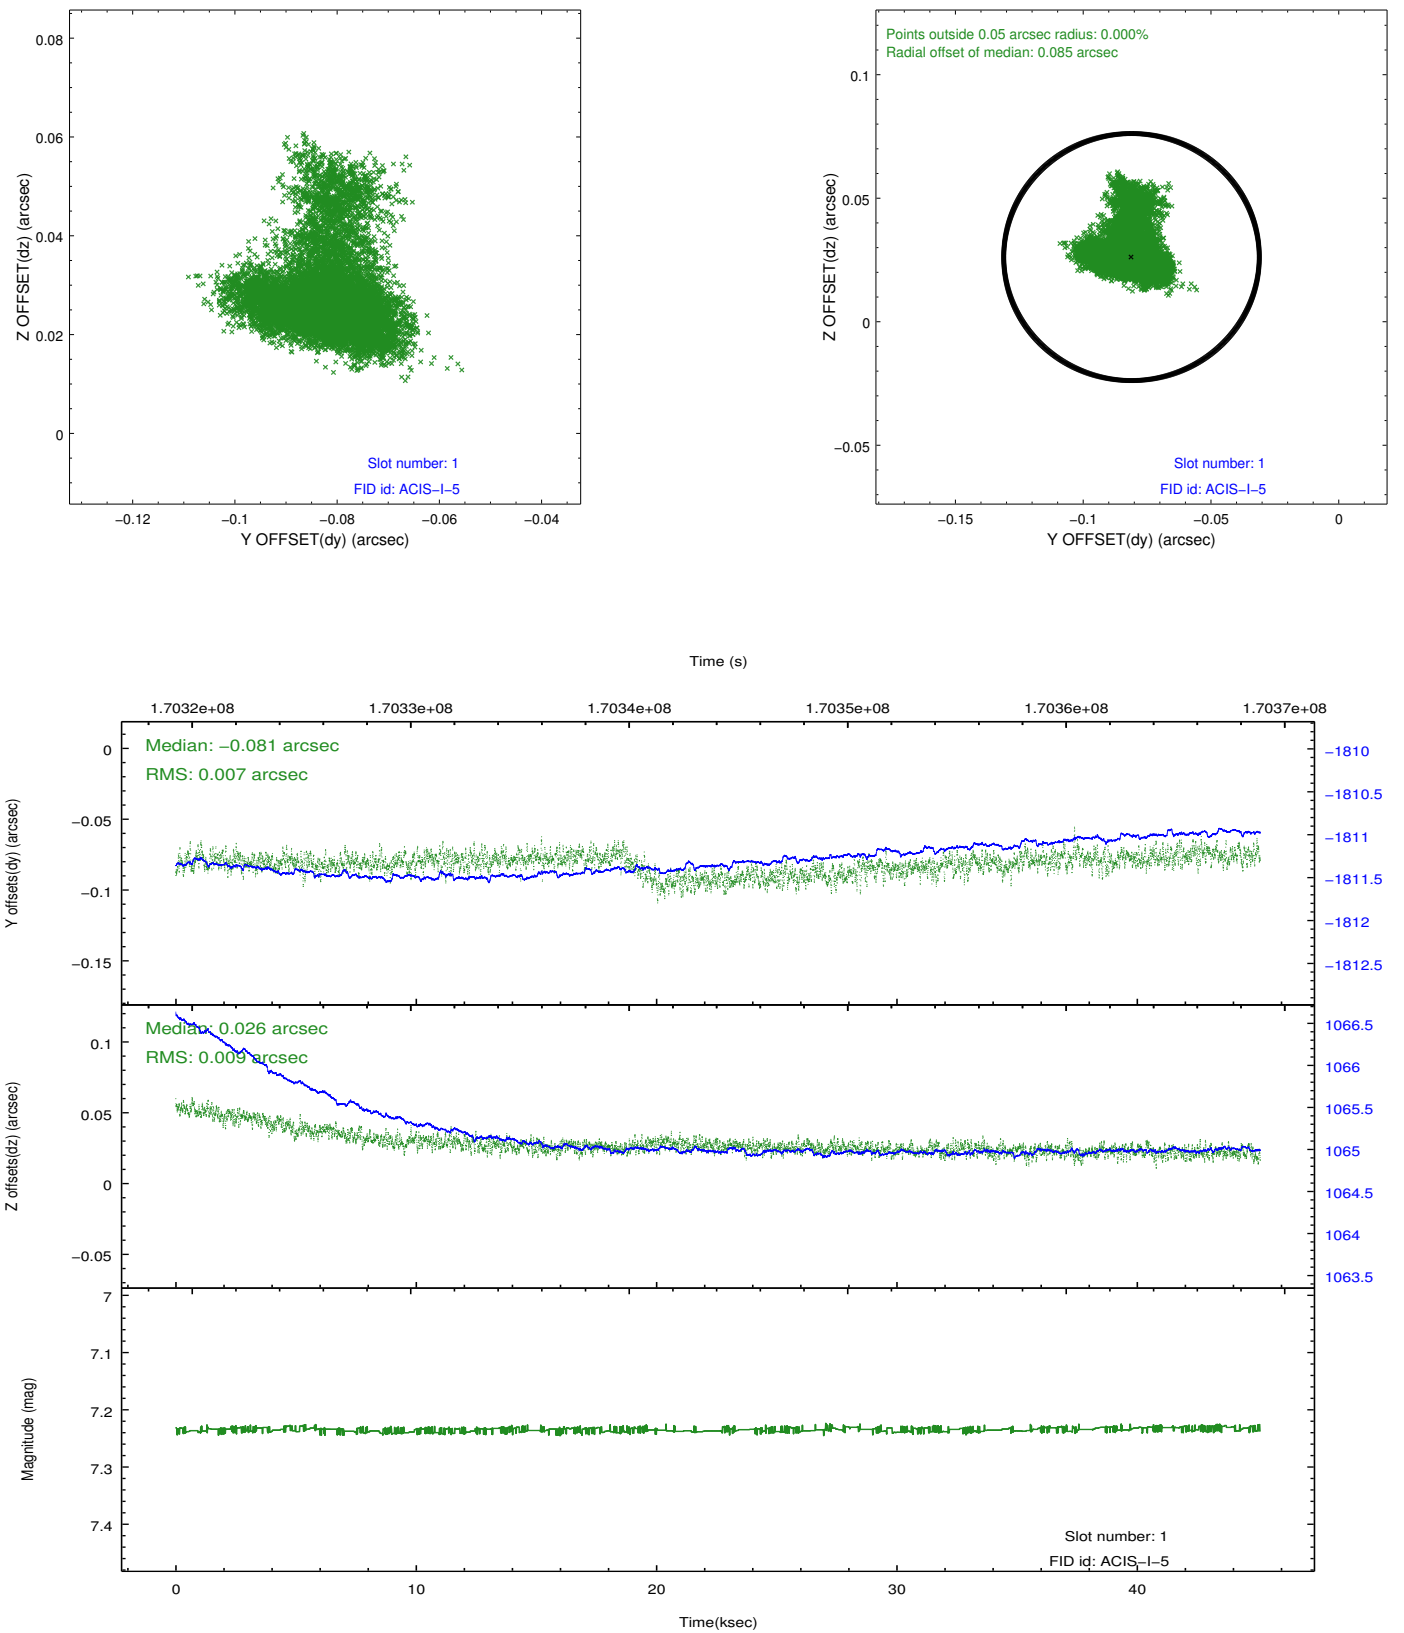 0.08
0.06
0.04
0.02
0
Z OFFSET(dz) (arcsec)
Slot number: 1
FID id: ACIS−I−5
−0.12
−0.1
−0.08
−0.06
−0.04
Y OFFSET(dy) (arcsec)
Points outside 0.05 arcsec radius: 0.000%
Radial offset of median: 0.085 arcsec
0.1
0.05
0
−0.05
Z OFFSET(dz) (arcsec)
Slot number: 1
FID id: ACIS−I−5
−0.15
−0.1
−0.05
0
Y OFFSET(dy) (arcsec)
Time (s)
1.7032e+08
1.7033e+08
1.7034e+08
1.7035e+08
1.7036e+08
1.7037e+08
Median: −0.081 arcsec
RMS: 0.007 arcsec
0
−0.05
−0.1
−0.15
Y offsets(dy) (arcsec)
−1810
−1810.5
−1811
−1811.5
−1812
−1812.5
Median: 0.026 arcsec
RMS: 0.009 arcsec
0.1
0.05
0
−0.05
Z offsets(dz) (arcsec)
1066.5
1066
1065.5
1065
1064.5
1064
1063.5
7
7.1
7.2
7.3
7.4
Magnitude (mag)
Slot number: 1
FID id: ACIS−I−5
0
10
20
30
40
Time(ksec)